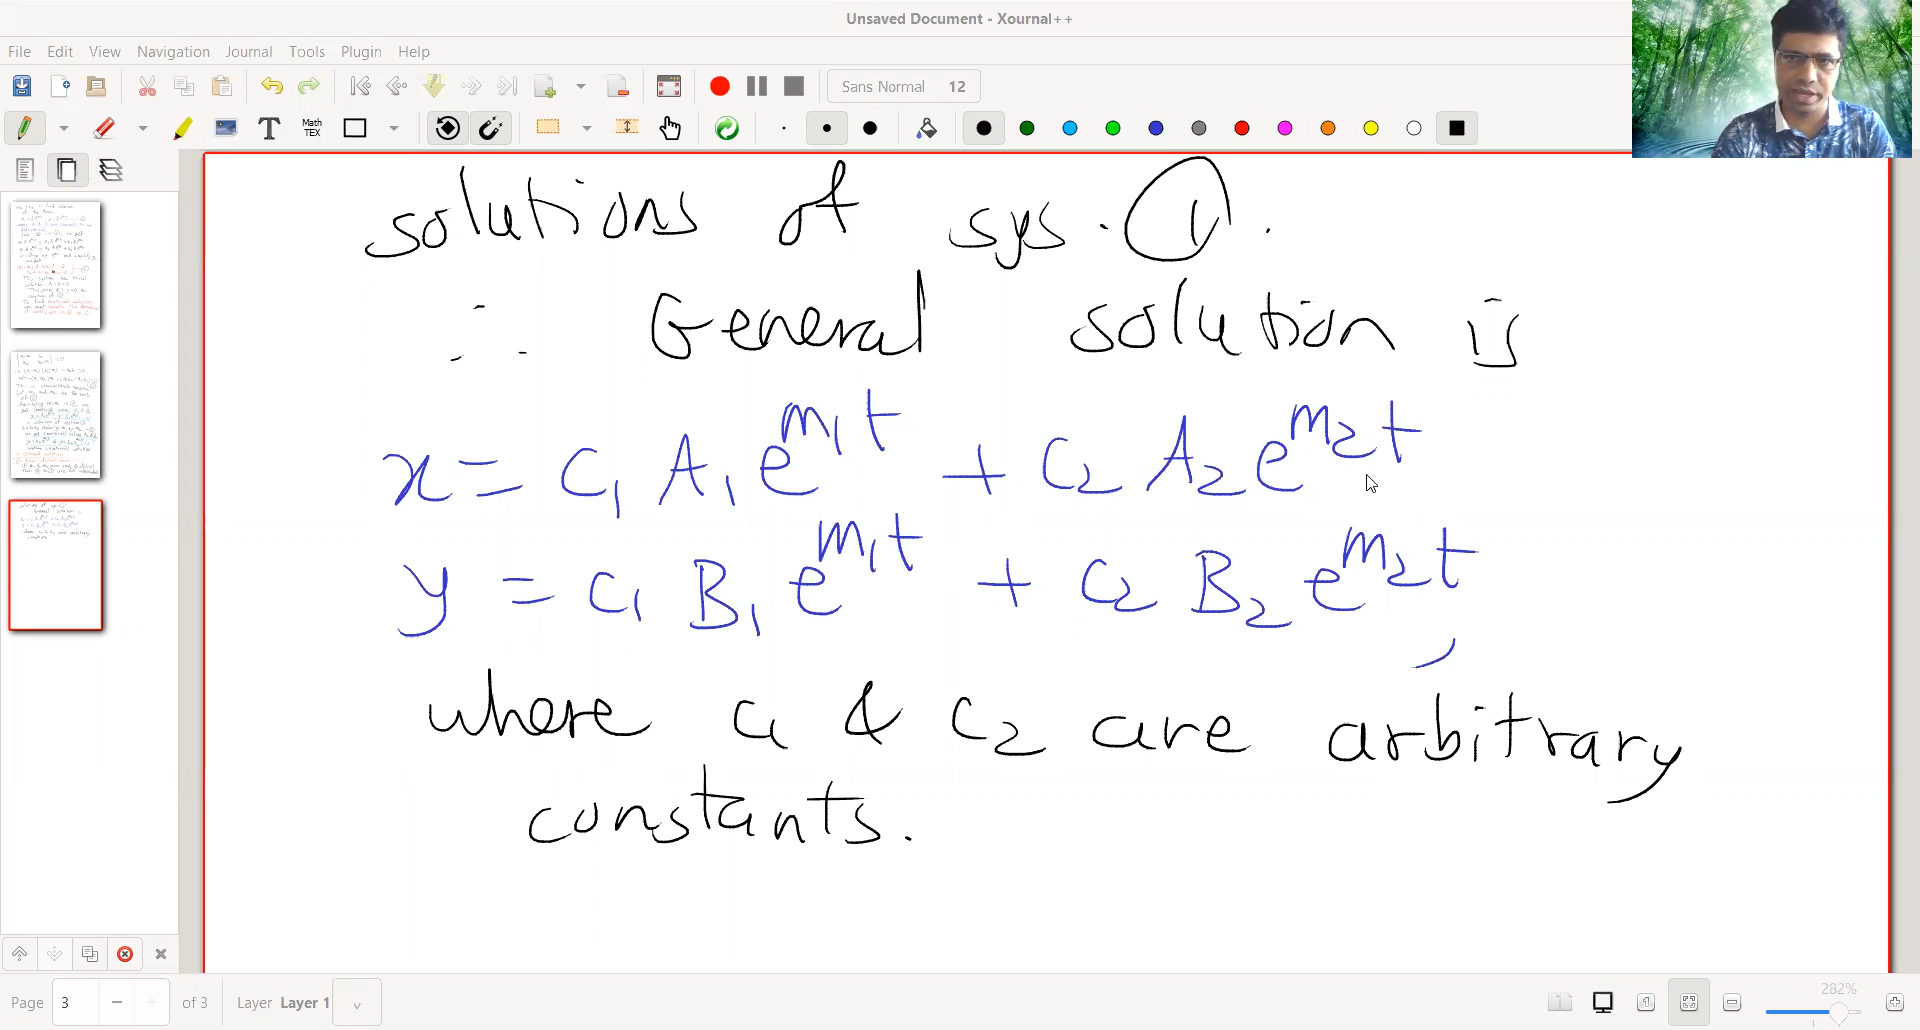 Unsaved Document - Xournal++
File Edit View Navigation Journal Tools Plugin Help
Sans Normal 12
Math
TEX
solutions of sys. ①.
∴ General solution is
x = c₁ A₁ e^{m₁t} + c₂ A₂ e^{m₂t}
y = c₁ B₁ e^{m₁t} + c₂ B₂ e^{m₂t},
where c₁ & c₂ are arbitrary
constants.
Page 3 of 3 Layer Layer 1
282%